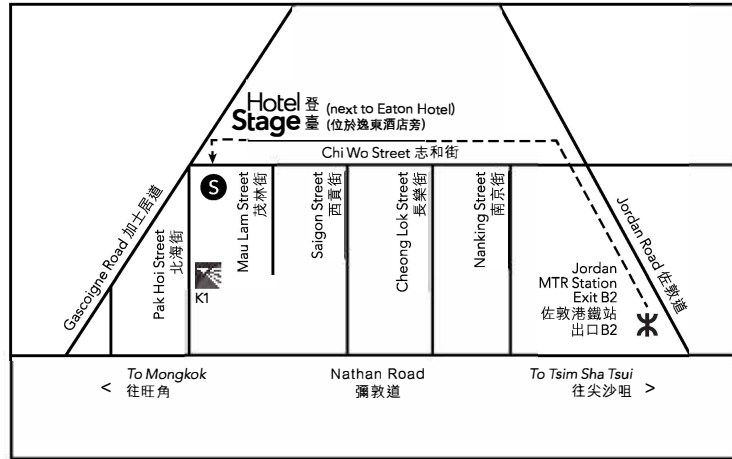 Hotel 登
Stage 臺
(next to Eaton Hotel)
(位於逸東酒店旁)
Chi Wo Street 志和街
S
Gascoigne Road 加士居道
Pak Hoi Street
北海街
K1
Mau Lam Street
茂林街
Saigon Street
西貢街
Cheong Lok Street
長樂街
Nanking Street
南京街
Jordan Road 佐敦道
Jordan
MTR Station
Exit B2
佐敦港鐵站
出口B2
To Mongkok
< 往旺角
Nathan Road
彌敦道
To Tsim Sha Tsui
往尖沙咀 >